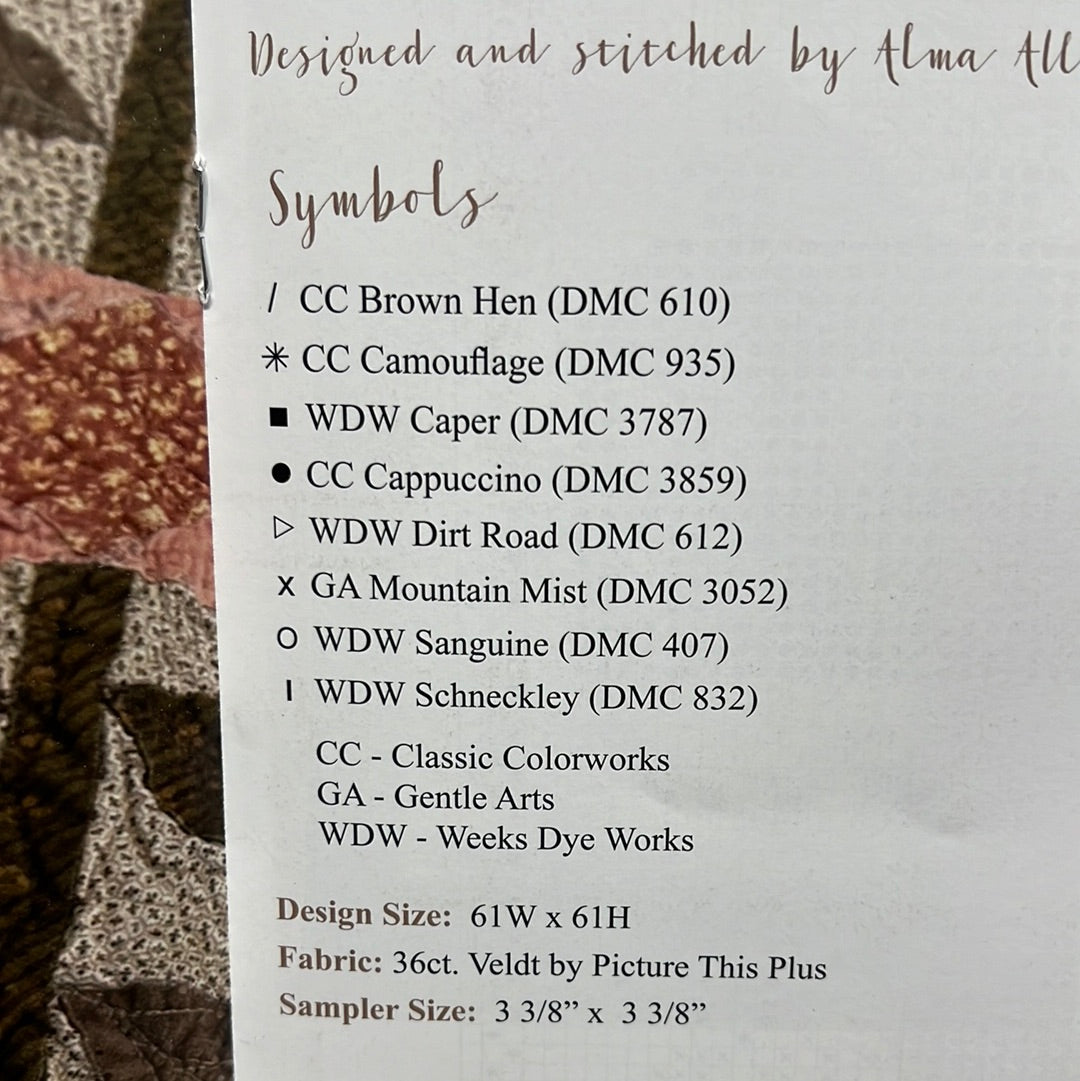 Designed and stitched by Alma All
Symbols
/ CC Brown Hen (DMC 610)
✳ CC Camouflage (DMC 935)
■ WDW Caper (DMC 3787)
● CC Cappuccino (DMC 3859)
▷ WDW Dirt Road (DMC 612)
x GA Mountain Mist (DMC 3052)
O WDW Sanguine (DMC 407)
I WDW Schneckley (DMC 832)
CC - Classic Colorworks
GA - Gentle Arts
WDW - Weeks Dye Works
Design Size: 61W x 61H
Fabric: 36ct. Veldt by Picture This Plus
Sampler Size: 3 3/8” x 3 3/8”